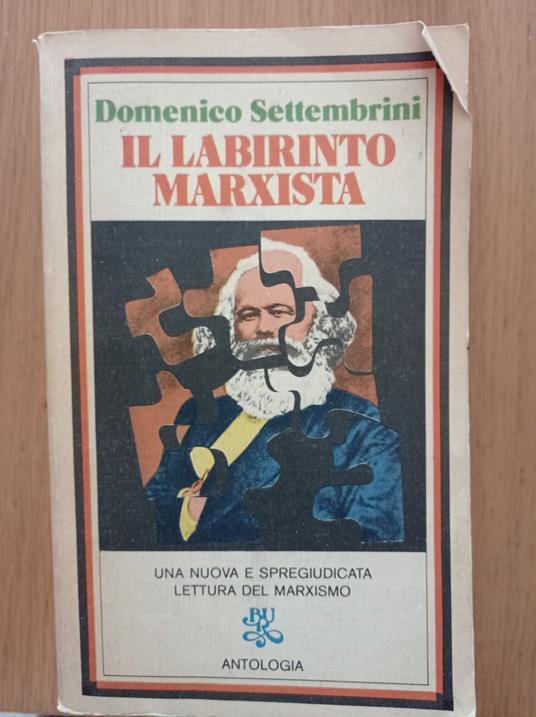 Domenico Settembrini
IL LABIRINTO
MARXISTA
UNA NUOVA E SPREGIUDICATA
LETTURA DEL MARXISMO
BUR
ANTOLOGIA